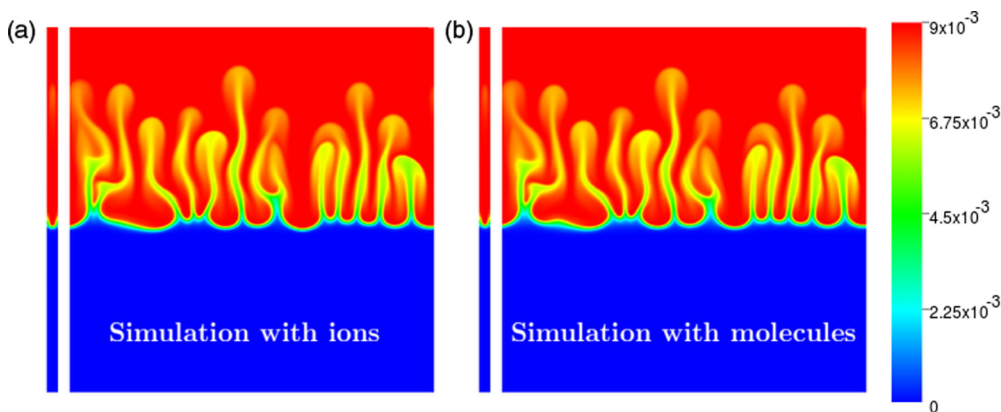 (a)
(b)
Simulation with ions
Simulation with molecules
9x10⁻³
6.75x10⁻³
4.5x10⁻³
2.25x10⁻³
0